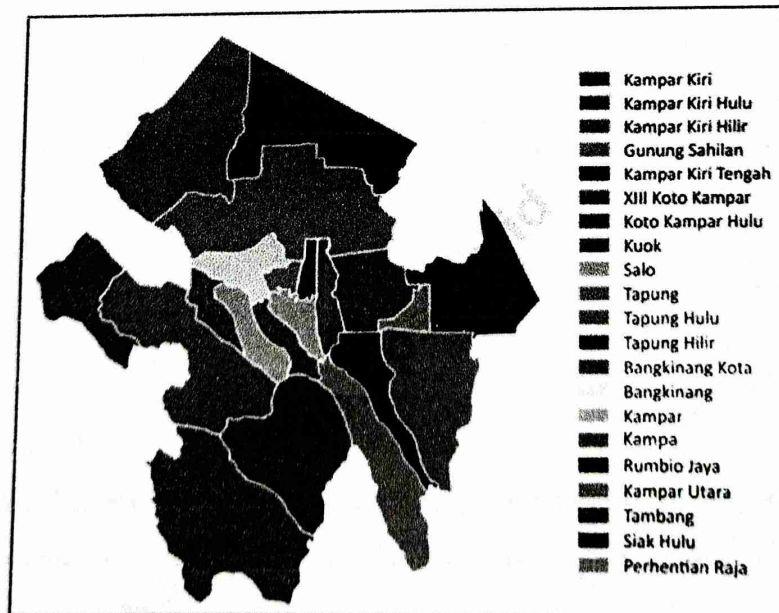 Kampar Kiri
Kampar Kiri Hulu
Kampar Kiri Hilir
Gunung Sahilan
Kampar Kiri Tengah
XIII Koto Kampar
Koto Kampar Hulu
Kuok
Salo
Tapung
Tapung Hulu
Tapung Hilir
Bangkinang Kota
Bangkinang
Kampar
Kampa
Rumbio Jaya
Kampar Utara
Tambang
Siak Hulu
Perhentian Raja